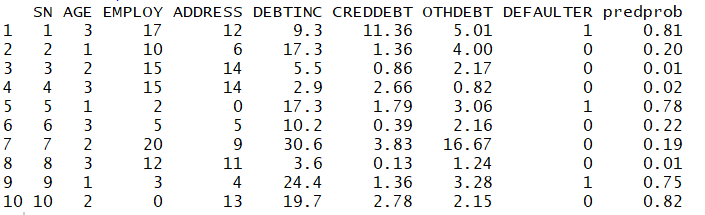 SN AGE EMPLOY ADDRESS DEBTINC CREDDEBT OTHDEBT DEFAULTER predprob
1   1   3     17      12     9.3    11.36    5.01         1     0.81
2   2   1     10       6    17.3     1.36    4.00         0     0.20
3   3   2     15      14     5.5     0.86    2.17         0     0.01
4   4   3     15      14     2.9     2.66    0.82         0     0.02
5   5   1      2       0    17.3     1.79    3.06         1     0.78
6   6   3      5       5    10.2     0.39    2.16         0     0.22
7   7   2     20       9    30.6     3.83   16.67         0     0.19
8   8   3     12      11     3.6     0.13    1.24         0     0.01
9   9   1      3       4    24.4     1.36    3.28         1     0.75
10 10   2      0      13    19.7     2.78    2.15         0     0.82